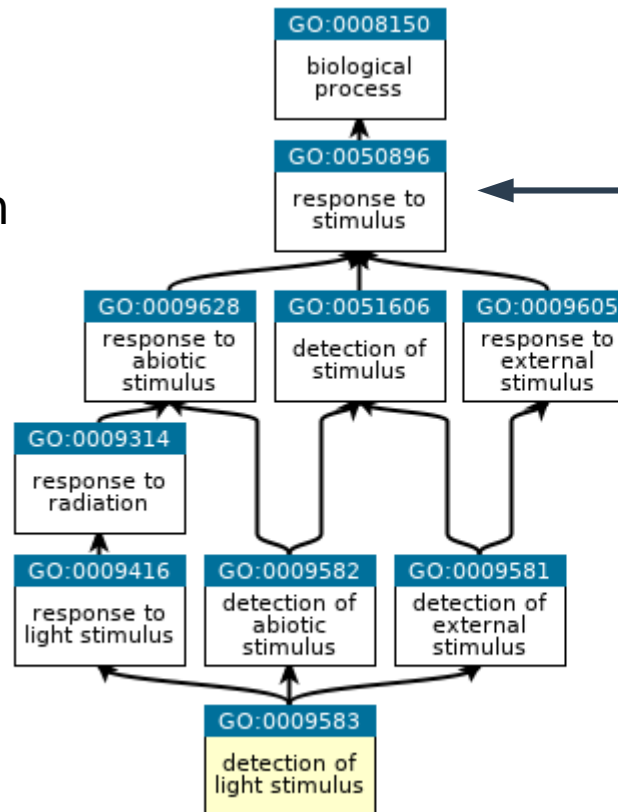 GO:0008150
biological
process
GO:0050896
response to
stimulus
n
GO:0009628
response to
abiotic
stimulus
GO:0051606
detection of
stimulus
GO:0009605
response to
external
stimulus
GO:0009314
response to
radiation
GO:0009416
response to
light stimulus
GO:0009582
detection of
abiotic
stimulus
GO:0009581
detection of
external
stimulus
GO:0009583
detection of
light stimulus